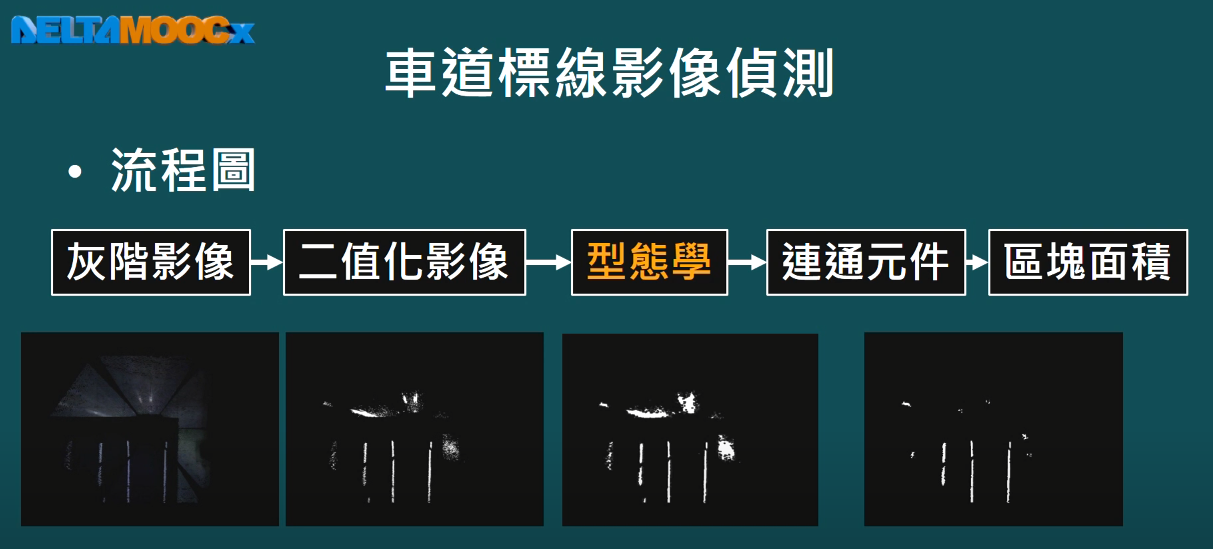 DELTAMOOCx
車道標線影像偵測
• 流程圖
灰階影像
二值化影像
型態學
連通元件
區塊面積